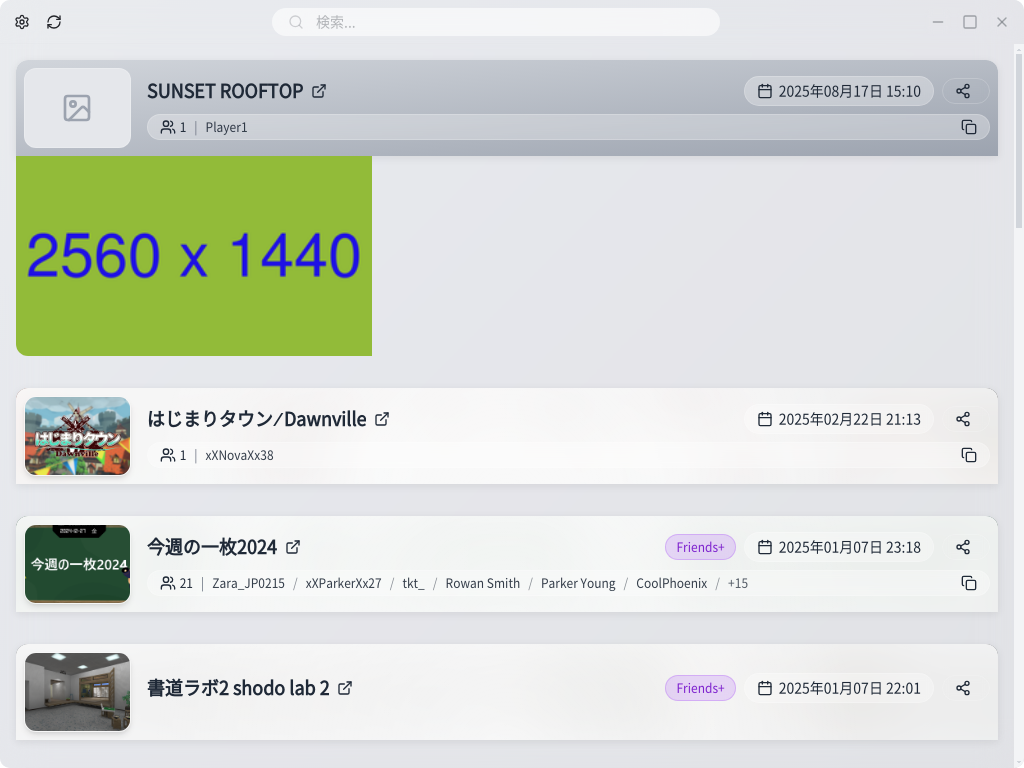 検索...
SUNSET ROOFTOP
2025年08月17日 15:10
1 | Player1
2560 x 1440
はじまりタウン
Dawnville
はじまりタウン/Dawnville
2025年02月22日 21:13
1 | xXNovaXx38
今週の一枚2024
今週の一枚2024
Friends+
2025年01月07日 23:18
21 | Zara_JP0215 / xXParkerXx27 / tkt_ / Rowan Smith / Parker Young / CoolPhoenix / +15
書道ラボ2 shodo lab 2
Friends+
2025年01月07日 22:01